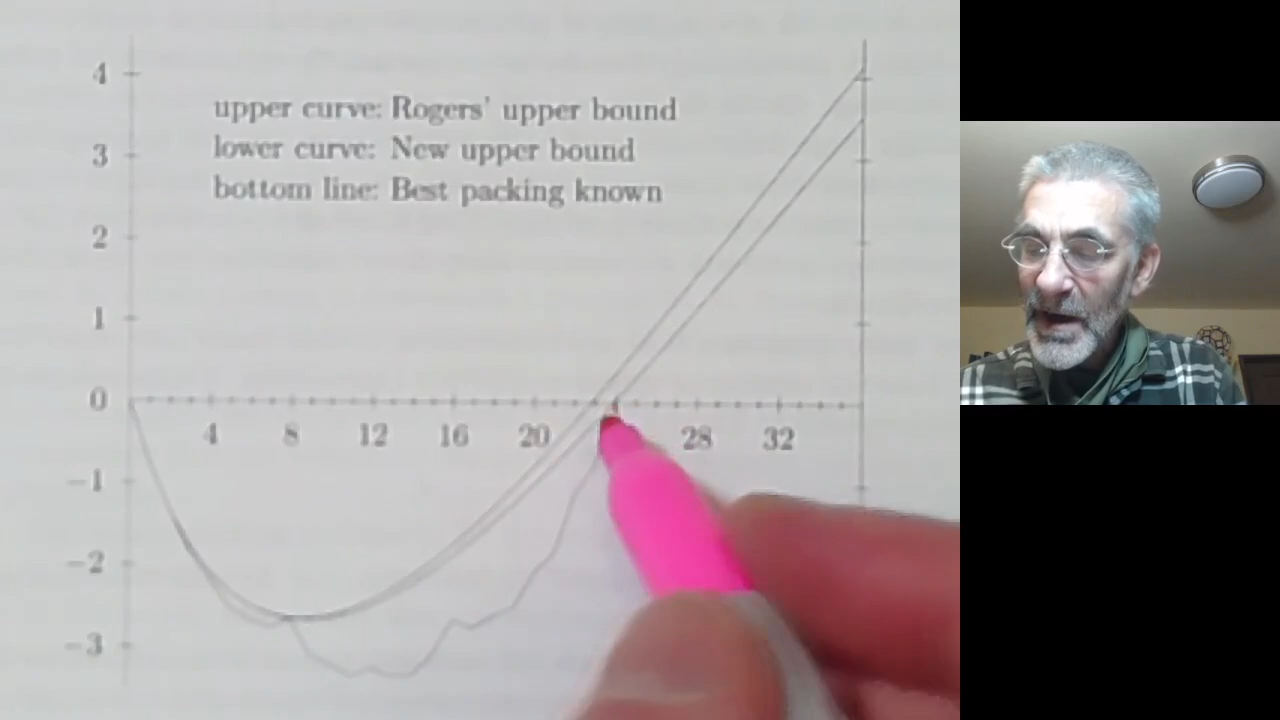 4
upper curve: Rogers' upper bound
3
lower curve: New upper bound
bottom line: Best packing known
2
1
0
4 8 12 16 20 28 32
-1
-2
-3